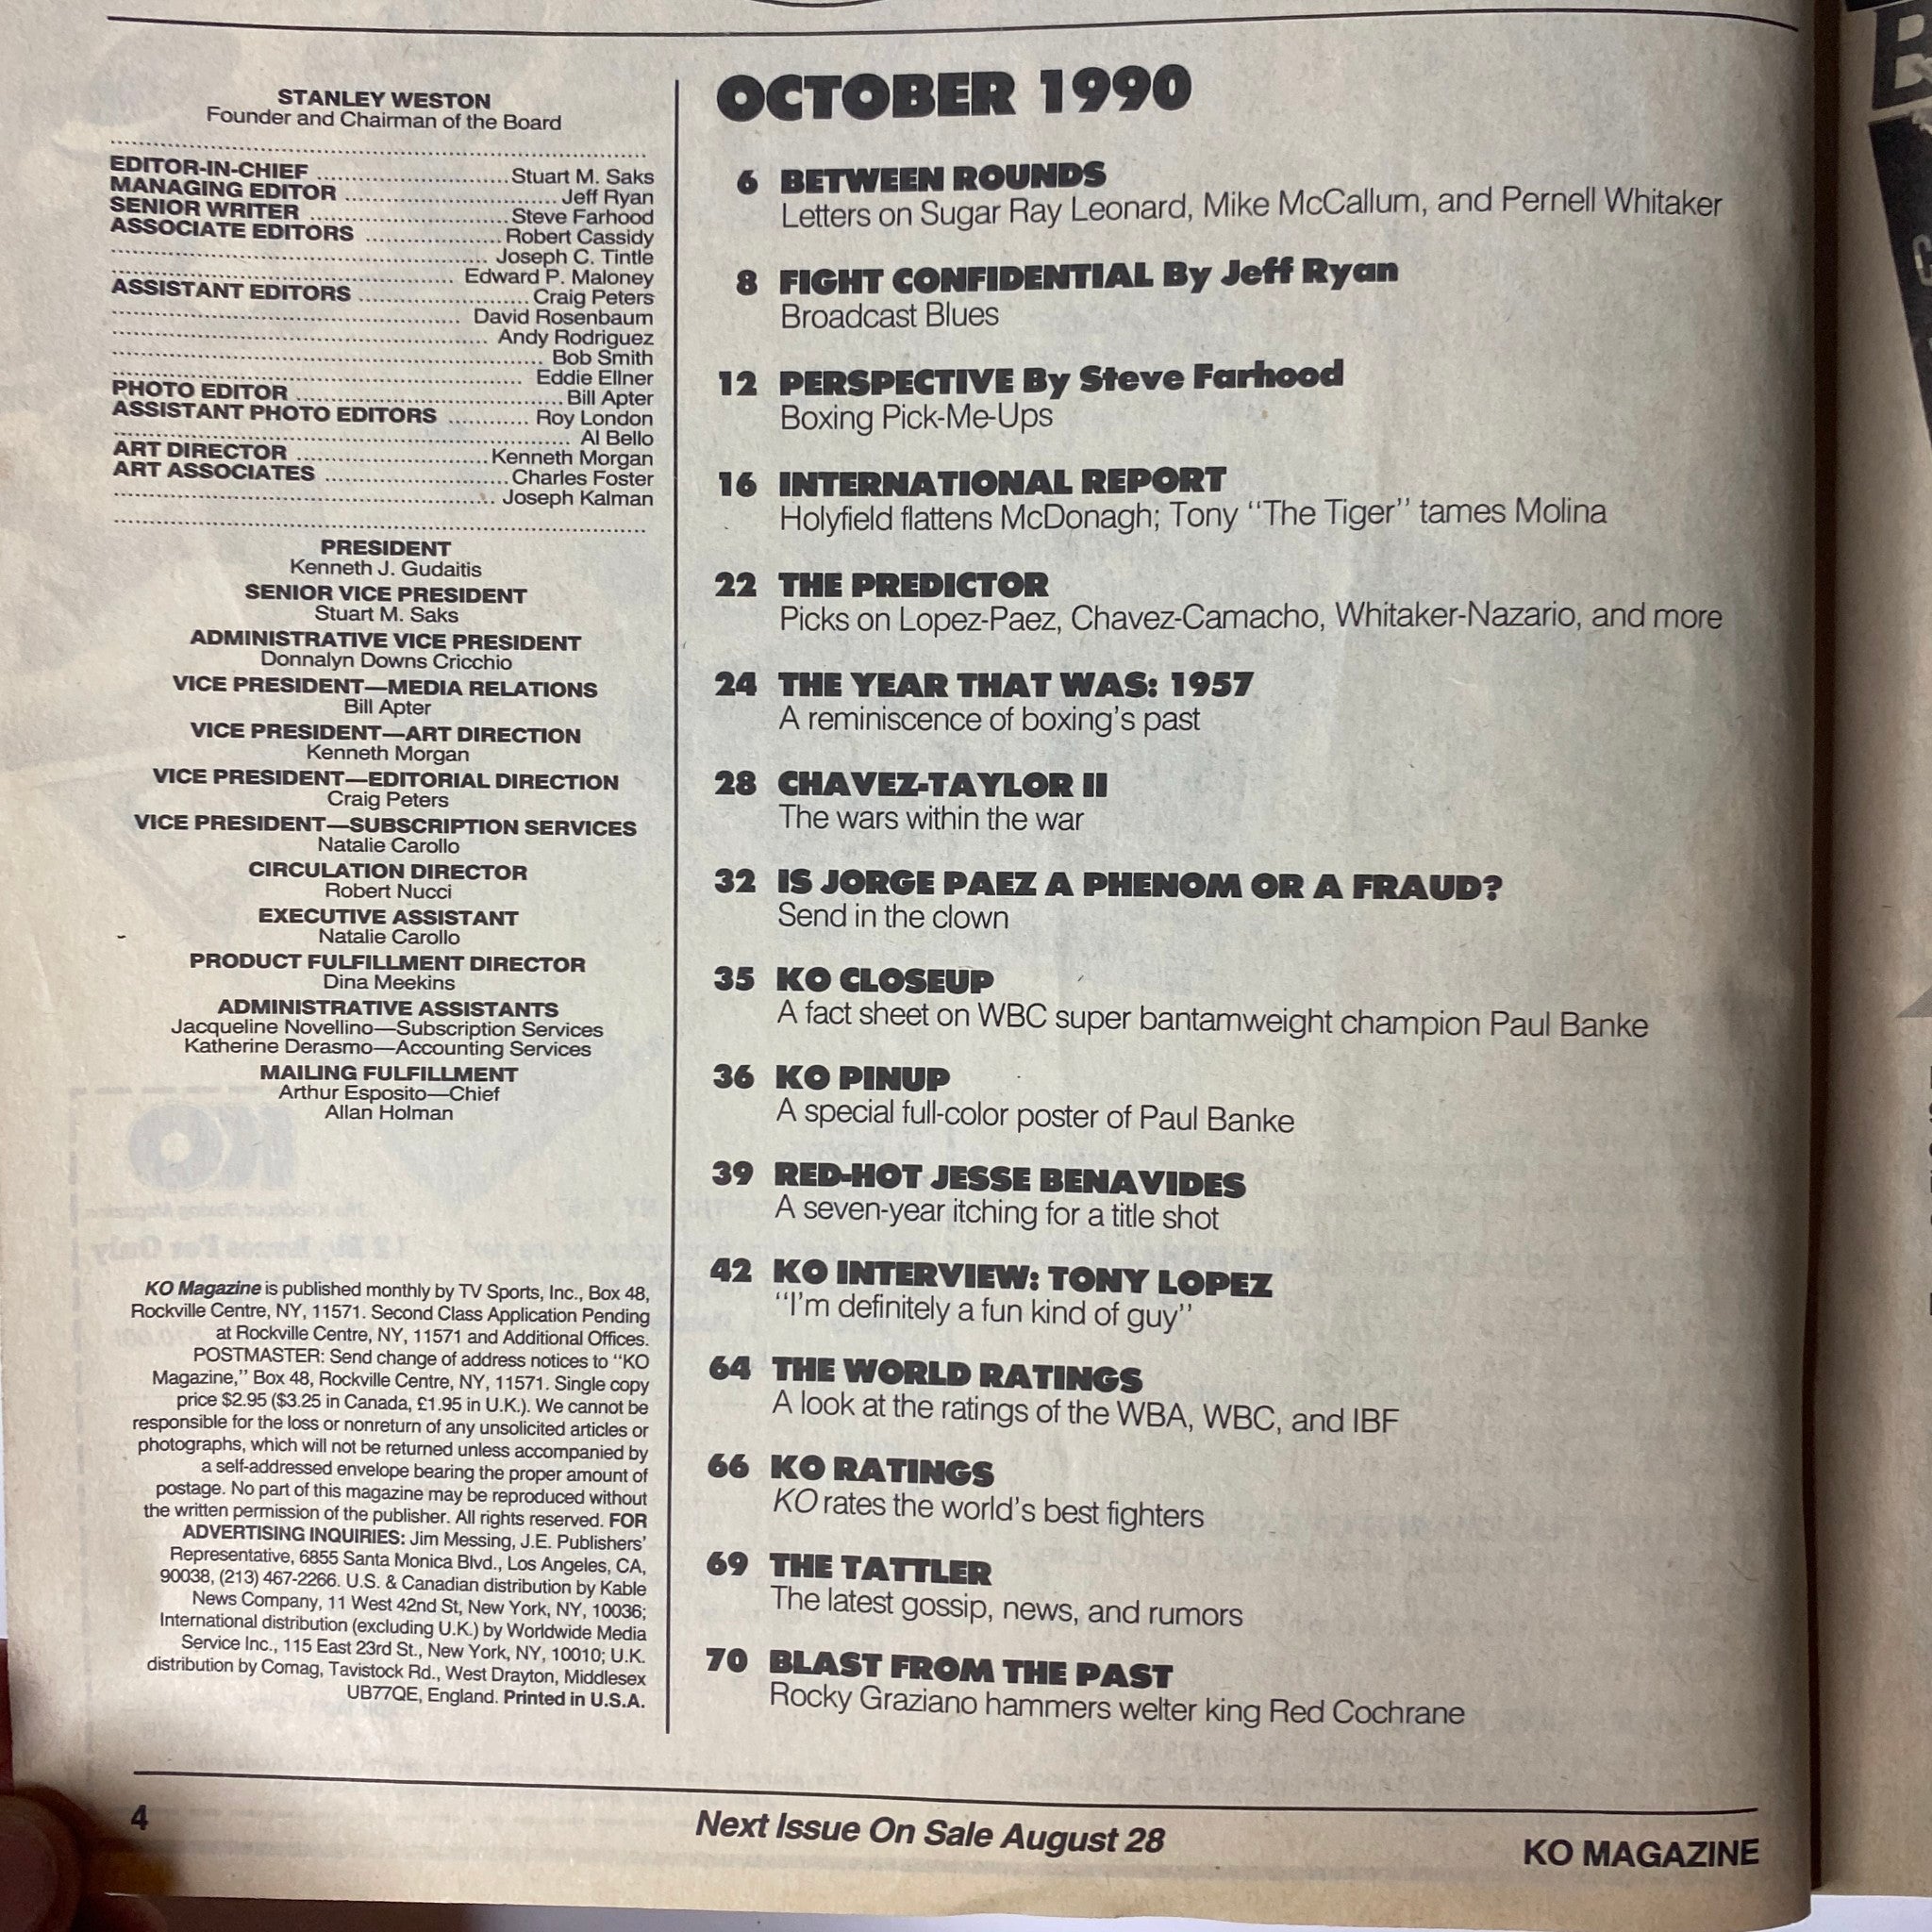 STANLEY WESTON
Founder and Chairman of the Board
EDITOR-IN-CHIEF ............................ Stuart M. Saks
MANAGING EDITOR ............................... Jeff Ryan
SENIOR WRITER ............................. Steve Farhood
ASSOCIATE EDITORS .................... Robert Cassidy
.................................................... Joseph C. Tintle
................................................ Edward P. Maloney
ASSISTANT EDITORS ......................... Craig Peters
................................................. David Rosenbaum
.................................................... Andy Rodriguez
............................................................ Bob Smith
.......................................................... Eddie Ellner
PHOTO EDITOR ...................................... Bill Apter
ASSISTANT PHOTO EDITORS ............ Roy London
................................................................ Al Bello
ART DIRECTOR ............................. Kenneth Morgan
ART ASSOCIATES ........................... Charles Foster
..................................................... Joseph Kalman
PRESIDENT
Kenneth J. Gudaitis
SENIOR VICE PRESIDENT
Stuart M. Saks
ADMINISTRATIVE VICE PRESIDENT
Donnalyn Downs Cricchio
VICE PRESIDENT—MEDIA RELATIONS
Bill Apter
VICE PRESIDENT—ART DIRECTION
Kenneth Morgan
VICE PRESIDENT—EDITORIAL DIRECTION
Craig Peters
VICE PRESIDENT—SUBSCRIPTION SERVICES
Natalie Carollo
CIRCULATION DIRECTOR
Robert Nucci
EXECUTIVE ASSISTANT
Natalie Carollo
PRODUCT FULFILLMENT DIRECTOR
Dina Meekins
ADMINISTRATIVE ASSISTANTS
Jacqueline Novellino—Subscription Services
Katherine Derasmo—Accounting Services
MAILING FULFILLMENT
Arthur Esposito—Chief
Allan Holman
KO Magazine is published monthly by TV Sports, Inc., Box 48,
Rockville Centre, NY, 11571. Second Class Application Pending
at Rockville Centre, NY, 11571 and Additional Offices.
POSTMASTER: Send change of address notices to “KO
Magazine,” Box 48, Rockville Centre, NY, 11571. Single copy
price $2.95 ($3.25 in Canada, £1.95 in U.K.). We cannot be
responsible for the loss or nonreturn of any unsolicited articles or
photographs, which will not be returned unless accompanied by
a self-addressed envelope bearing the proper amount of
postage. No part of this magazine may be reproduced without
the written permission of the publisher. All rights reserved. FOR
ADVERTISING INQUIRIES: Jim Messing, J.E. Publishers’
Representative, 6855 Santa Monica Blvd., Los Angeles, CA,
90038, (213) 467-2266. U.S. & Canadian distribution by Kable
News Company, 11 West 42nd St, New York, NY, 10036;
International distribution (excluding U.K.) by Worldwide Media
Service Inc., 115 East 23rd St., New York, NY, 10010; U.K.
distribution by Comag, Tavistock Rd., West Drayton, Middlesex
UB77QE, England. Printed in U.S.A.
OCTOBER 1990
6 BETWEEN ROUNDS
Letters on Sugar Ray Leonard, Mike McCallum, and Pernell Whitaker
8 FIGHT CONFIDENTIAL By Jeff Ryan
Broadcast Blues
12 PERSPECTIVE By Steve Farhood
Boxing Pick-Me-Ups
16 INTERNATIONAL REPORT
Holyfield flattens McDonagh; Tony “The Tiger” tames Molina
22 THE PREDICTOR
Picks on Lopez-Paez, Chavez-Camacho, Whitaker-Nazario, and more
24 THE YEAR THAT WAS: 1957
A reminiscence of boxing’s past
28 CHAVEZ-TAYLOR II
The wars within the war
32 IS JORGE PAEZ A PHENOM OR A FRAUD?
Send in the clown
35 KO CLOSEUP
A fact sheet on WBC super bantamweight champion Paul Banke
36 KO PINUP
A special full-color poster of Paul Banke
39 RED-HOT JESSE BENAVIDES
A seven-year itching for a title shot
42 KO INTERVIEW: TONY LOPEZ
“I’m definitely a fun kind of guy”
64 THE WORLD RATINGS
A look at the ratings of the WBA, WBC, and IBF
66 KO RATINGS
KO rates the world’s best fighters
69 THE TATTLER
The latest gossip, news, and rumors
70 BLAST FROM THE PAST
Rocky Graziano hammers welter king Red Cochrane
4
Next Issue On Sale August 28
KO MAGAZINE